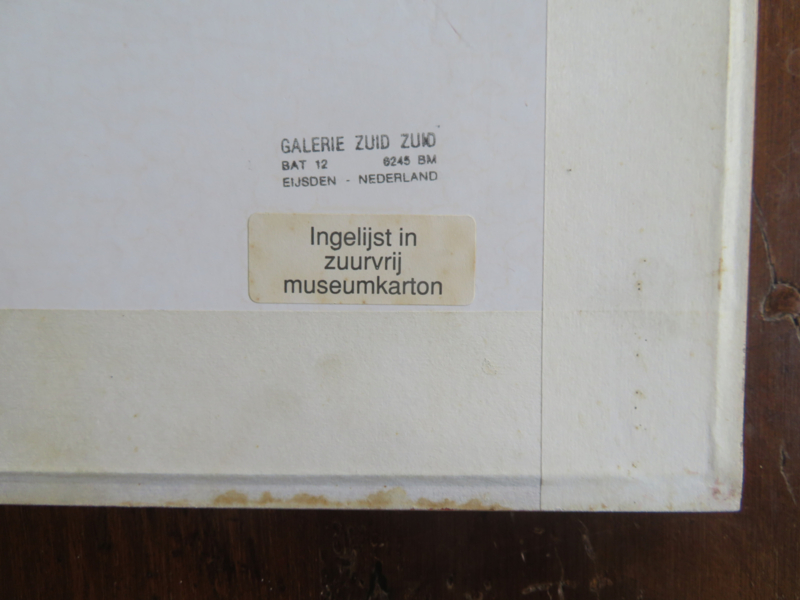 GALERIE ZUID ZUID
BAT 12 6245 BM
EIJSDEN - NEDERLAND
Ingelijst in
zuurvrij
museumkarton